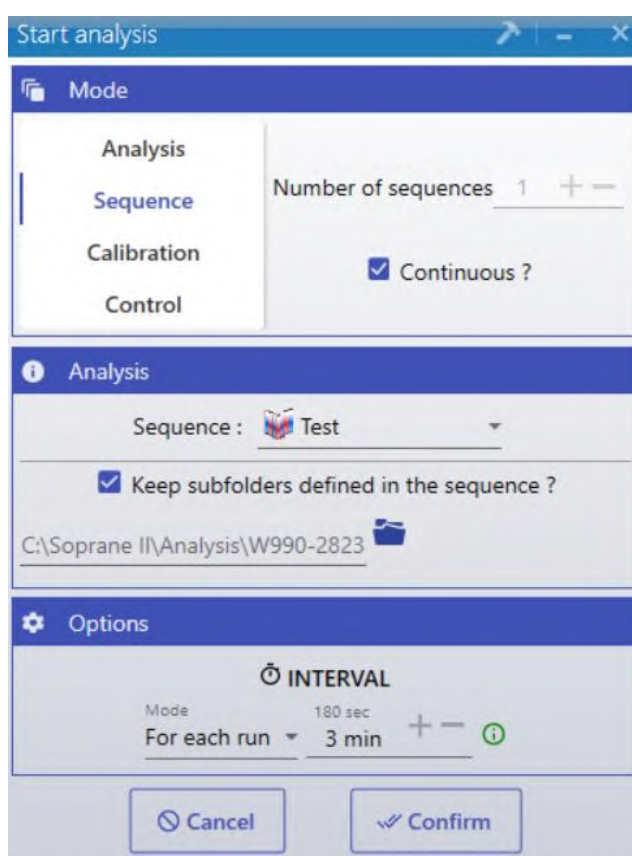 Start analysis
Mode
Analysis
Sequence
Calibration
Control
Number of sequences 1
Continuous ?
Analysis
Sequence : Test
Keep subfolders defined in the sequence ?
C:\Soprane II\Analysis\W990-2823
Options
INTERVAL
Mode
180 sec
For each run
3 min
Cancel
Confirm